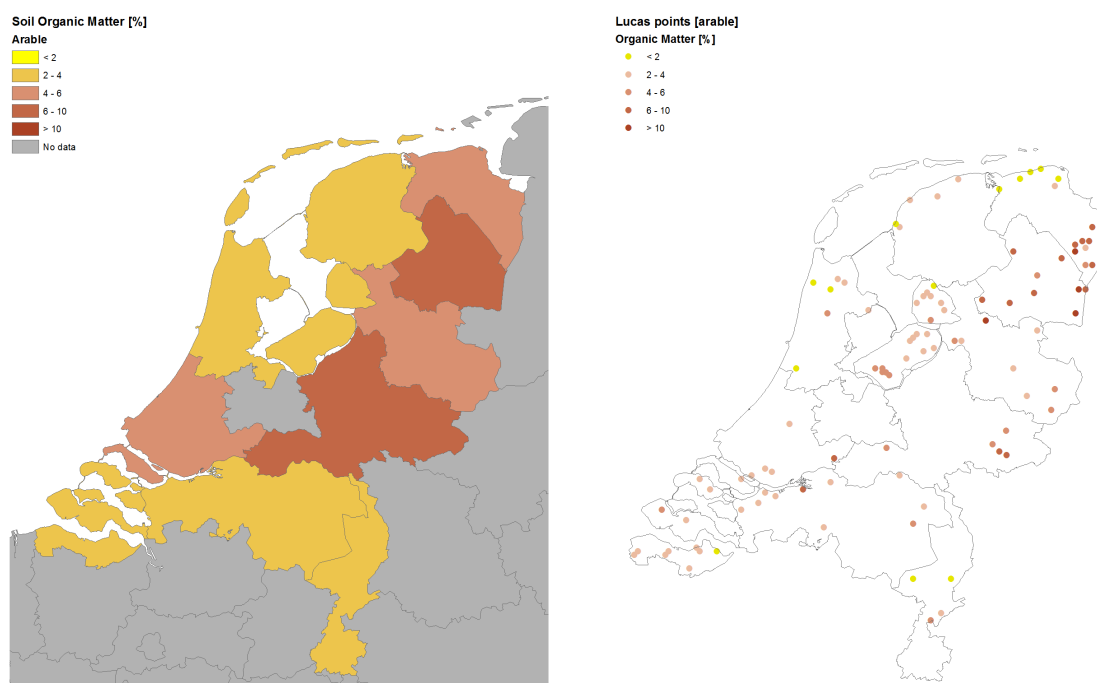 Soil Organic Matter [%]
Arable
< 2
2 - 4
4 - 6
6 - 10
> 10
No data
Lucas points [arable]
Organic Matter [%]
< 2
2 - 4
4 - 6
6 - 10
> 10